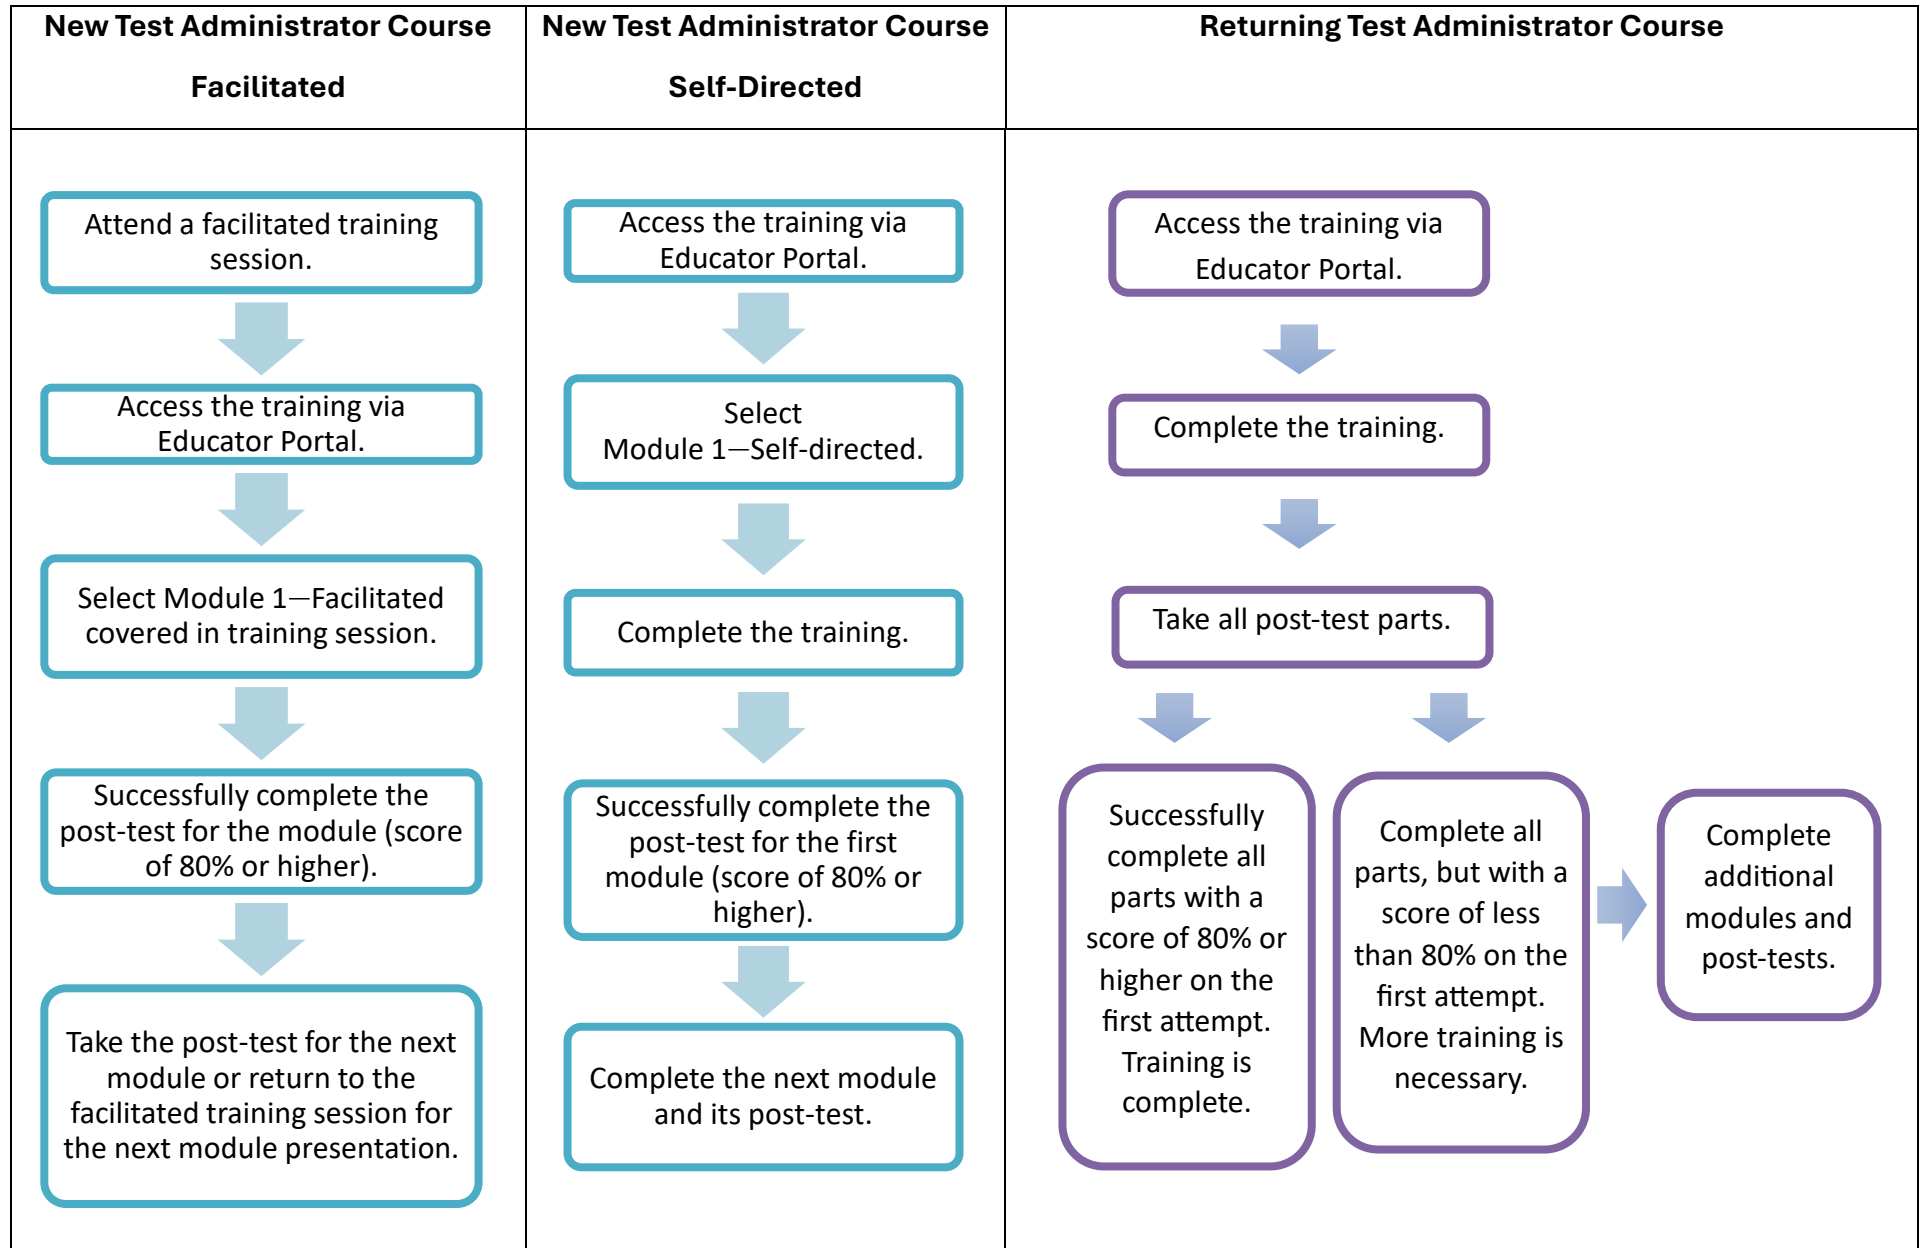 New Test Administrator Course
Facilitated
New Test Administrator Course
Self-Directed
Returning Test Administrator Course
Attend a facilitated training
session.
Access the training via
Educator Portal.
Select Module 1—Facilitated
covered in training session.
Successfully complete the
post-test for the module (score
of 80% or higher).
Take the post-test for the next
module or return to the
facilitated training session for
the next module presentation.
Access the training via
Educator Portal.
Select
Module 1—Self-directed.
Complete the training.
Successfully complete the
post-test for the first
module (score of 80% or
higher).
Complete the next module
and its post-test.
Access the training via
Educator Portal.
Complete the training.
Take all post-test parts.
Successfully
complete all
parts with a
score of 80% or
higher on the
first attempt.
Training is
complete.
Complete all
parts, but with a
score of less
than 80% on the
first attempt.
More training is
necessary.
Complete
additional
modules and
post-tests.